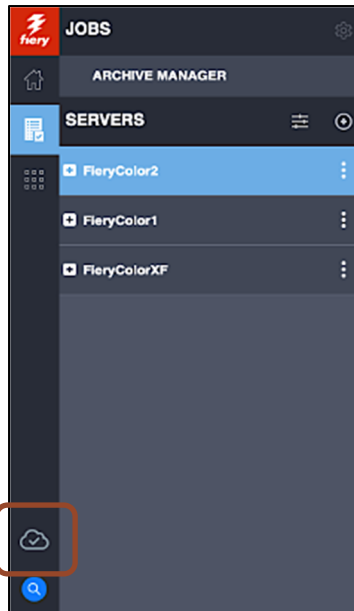 fiery
JOBS
ARCHIVE MANAGER
SERVERS
FieryColor2
FieryColor1
FieryColorXF